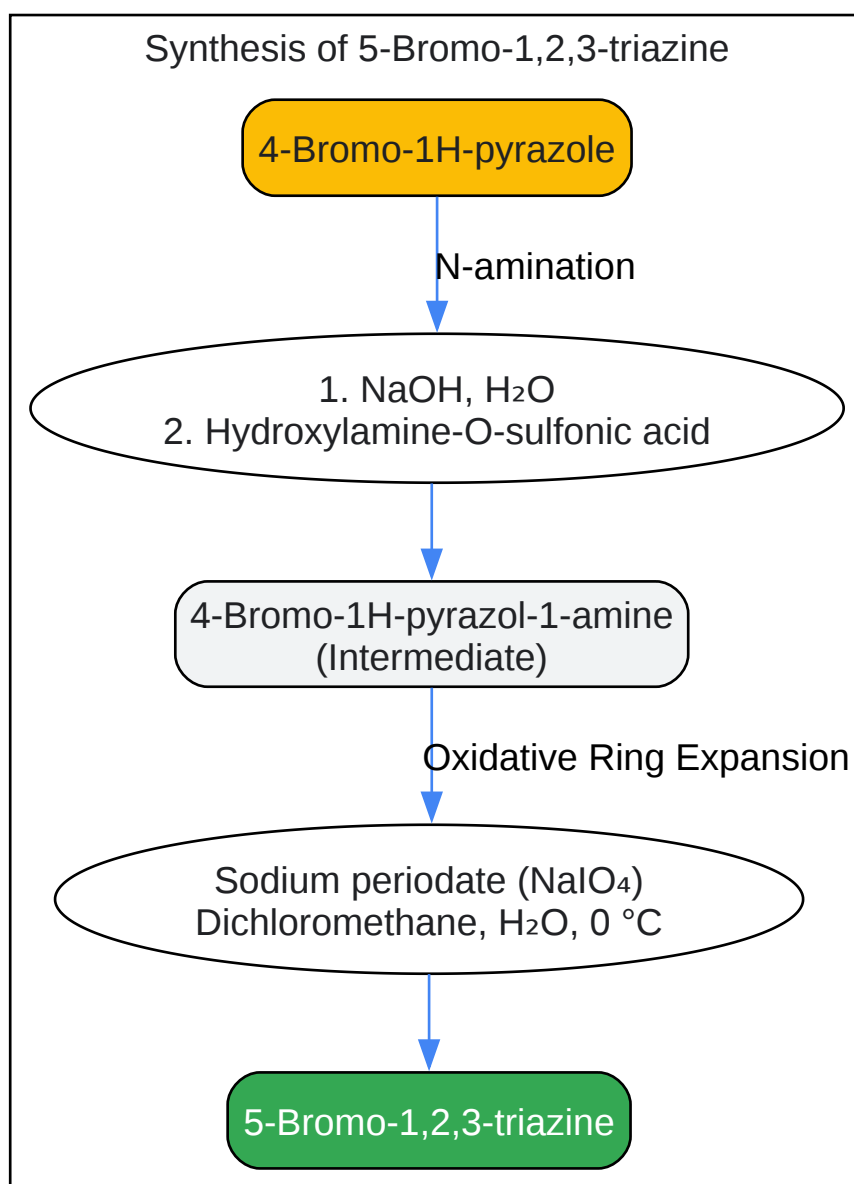 Synthesis of 5-Bromo-1,2,3-triazine
4-Bromo-1H-pyrazole
N-amination
1. NaOH, H₂O
2. Hydroxylamine-O-sulfonic acid
4-Bromo-1H-pyrazol-1-amine
(Intermediate)
Oxidative Ring Expansion
Sodium periodate (NaIO₄)
Dichloromethane, H₂O, 0 °C
5-Bromo-1,2,3-triazine